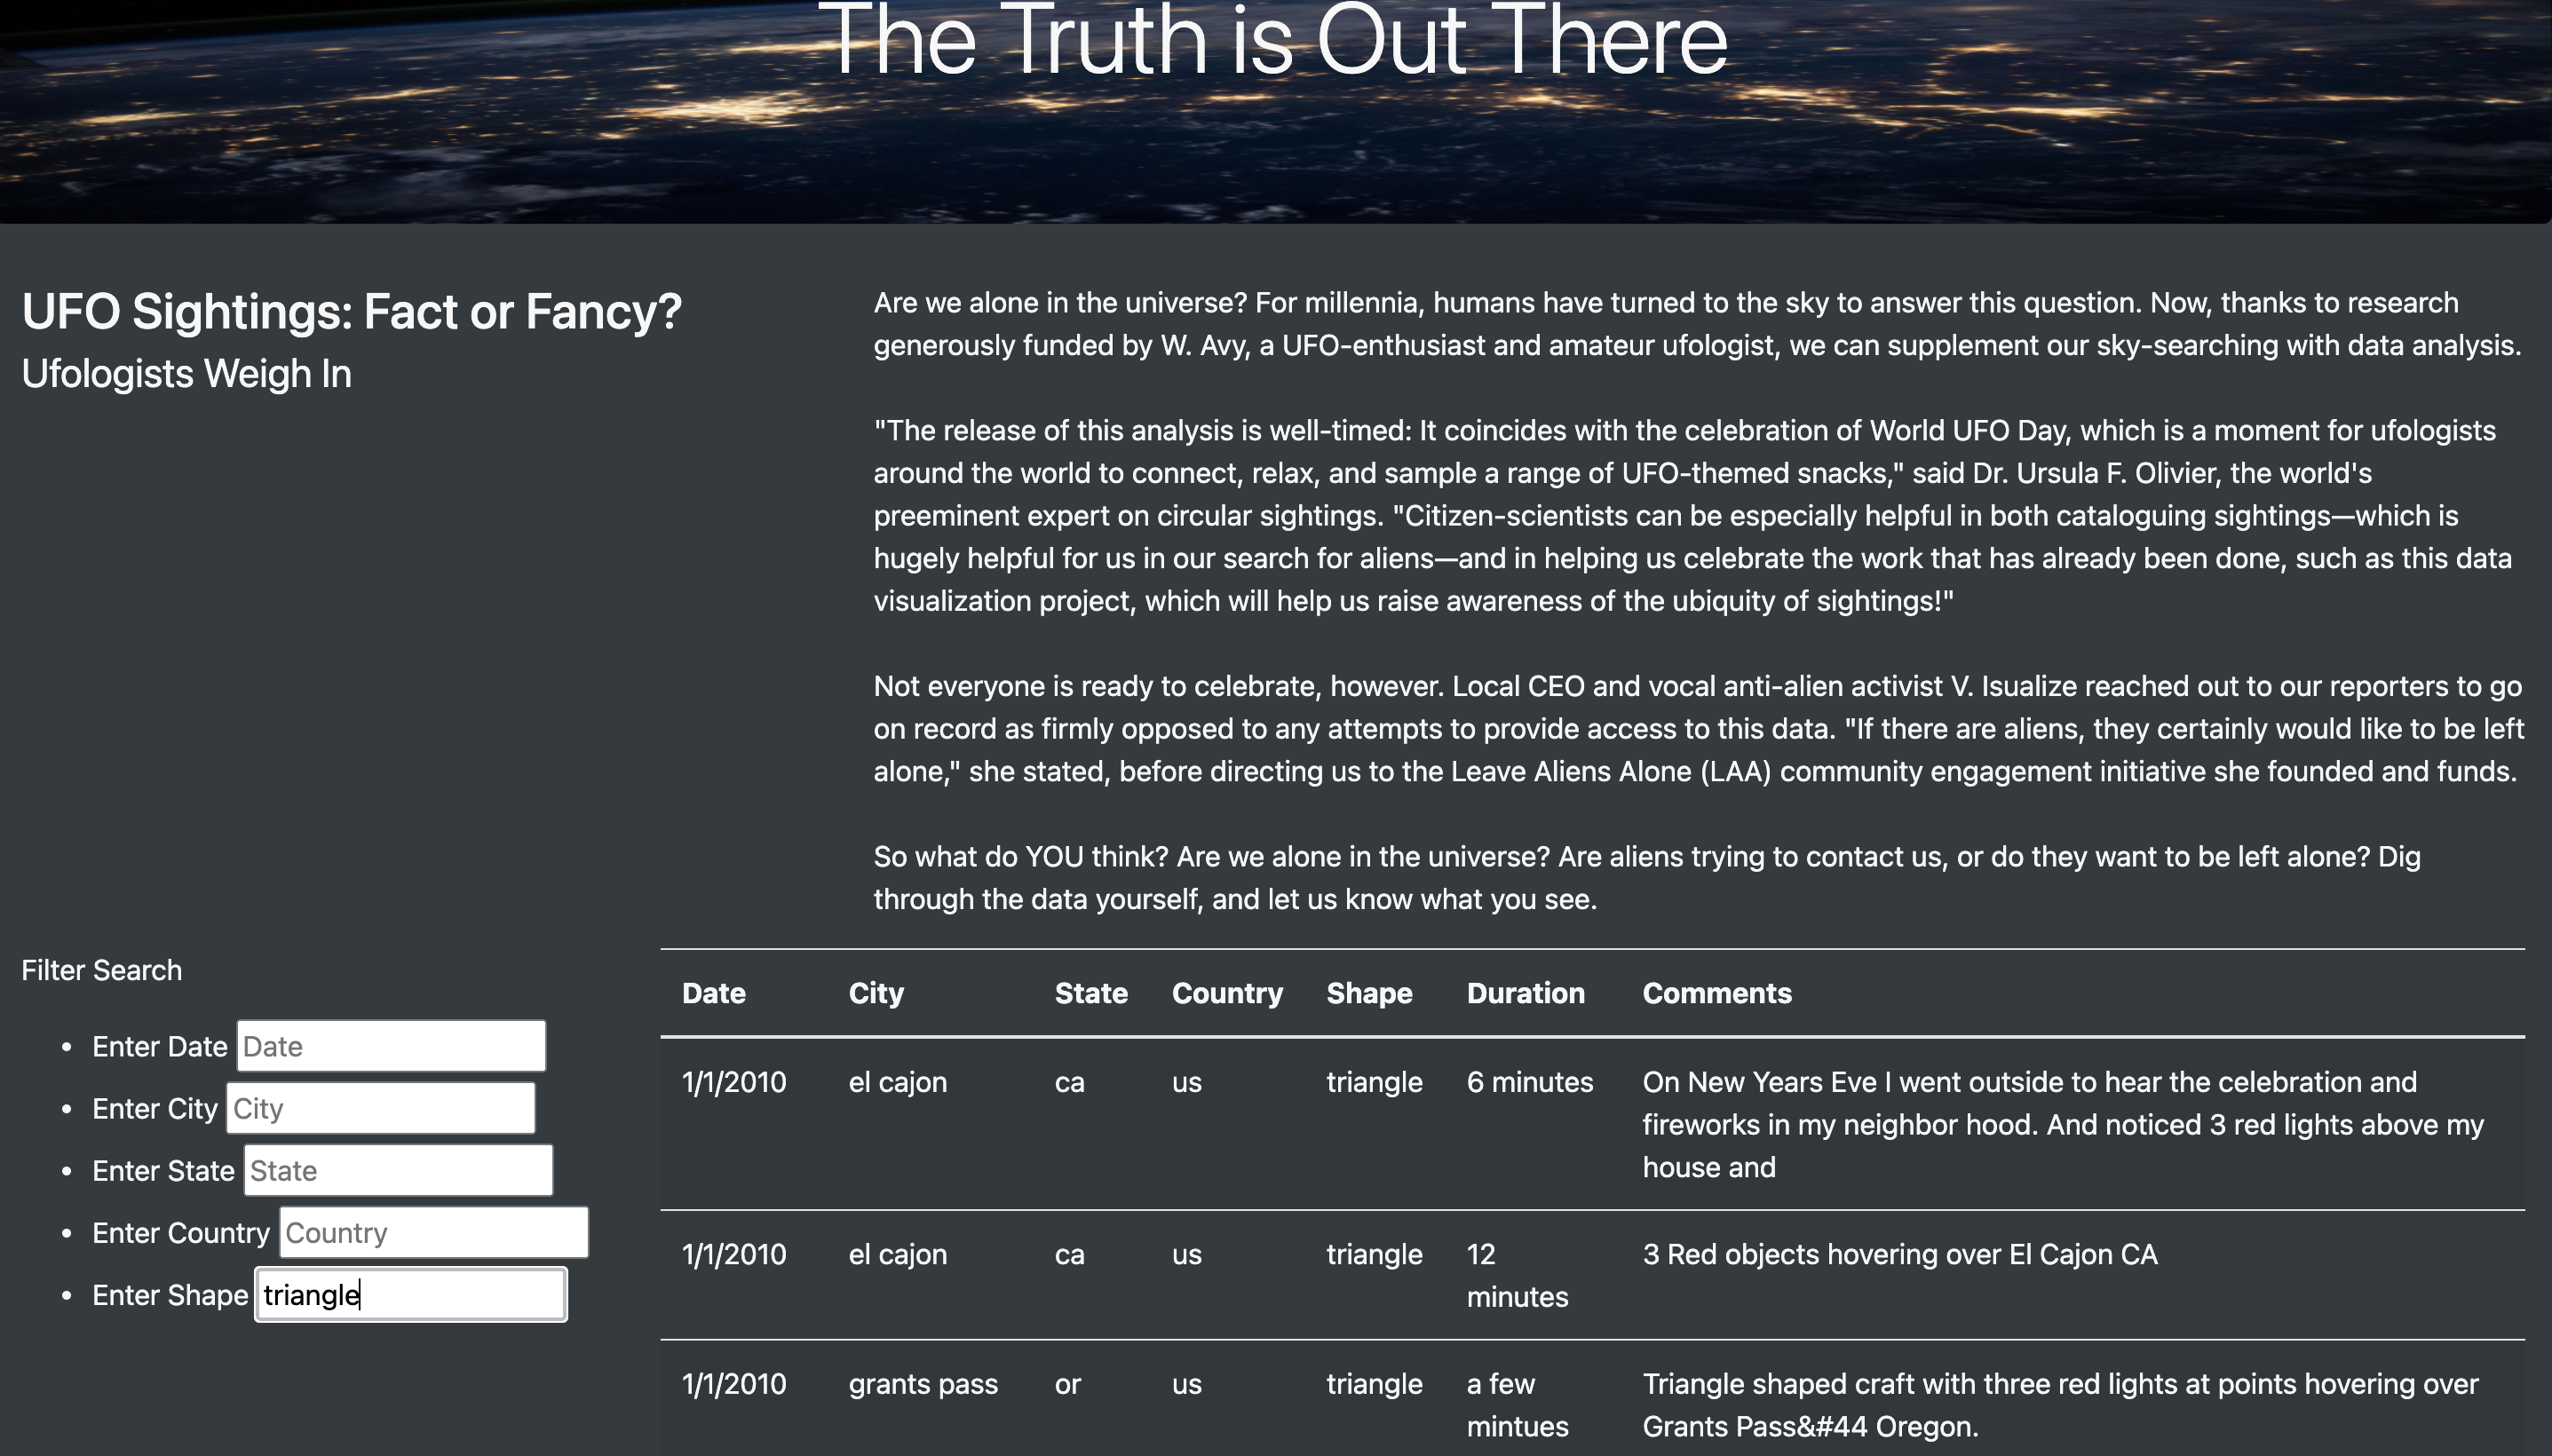 The Truth is Out There
UFO Sightings: Fact or Fancy?
Ufologists Weigh In
Are we alone in the universe? For millennia, humans have turned to the sky to answer this question. Now, thanks to research
generously funded by W. Avy, a UFO-enthusiast and amateur ufologist, we can supplement our sky-searching with data analysis.
"The release of this analysis is well-timed: It coincides with the celebration of World UFO Day, which is a moment for ufologists
around the world to connect, relax, and sample a range of UFO-themed snacks," said Dr. Ursula F. Olivier, the world's
preeminent expert on circular sightings. "Citizen-scientists can be especially helpful in both cataloguing sightings—which is
hugely helpful for us in our search for aliens—and in helping us celebrate the work that has already been done, such as this data
visualization project, which will help us raise awareness of the ubiquity of sightings!"
Not everyone is ready to celebrate, however. Local CEO and vocal anti-alien activist V. Isualize reached out to our reporters to go
on record as firmly opposed to any attempts to provide access to this data. "If there are aliens, they certainly would like to be left
alone," she stated, before directing us to the Leave Aliens Alone (LAA) community engagement initiative she founded and funds.
So what do YOU think? Are we alone in the universe? Are aliens trying to contact us, or do they want to be left alone? Dig
through the data yourself, and let us know what you see.
Filter Search
• Enter Date Date
• Enter City City
• Enter State State
• Enter Country Country
• Enter Shape triangle
Date City State Country Shape Duration Comments
1/1/2010 el cajon ca us triangle 6 minutes On New Years Eve I went outside to hear the celebration and
fireworks in my neighbor hood. And noticed 3 red lights above my
house and
1/1/2010 el cajon ca us triangle 12 3 Red objects hovering over El Cajon CA
minutes
1/1/2010 grants pass or us triangle a few Triangle shaped craft with three red lights at points hovering over
mintues Grants Pass&#44 Oregon.